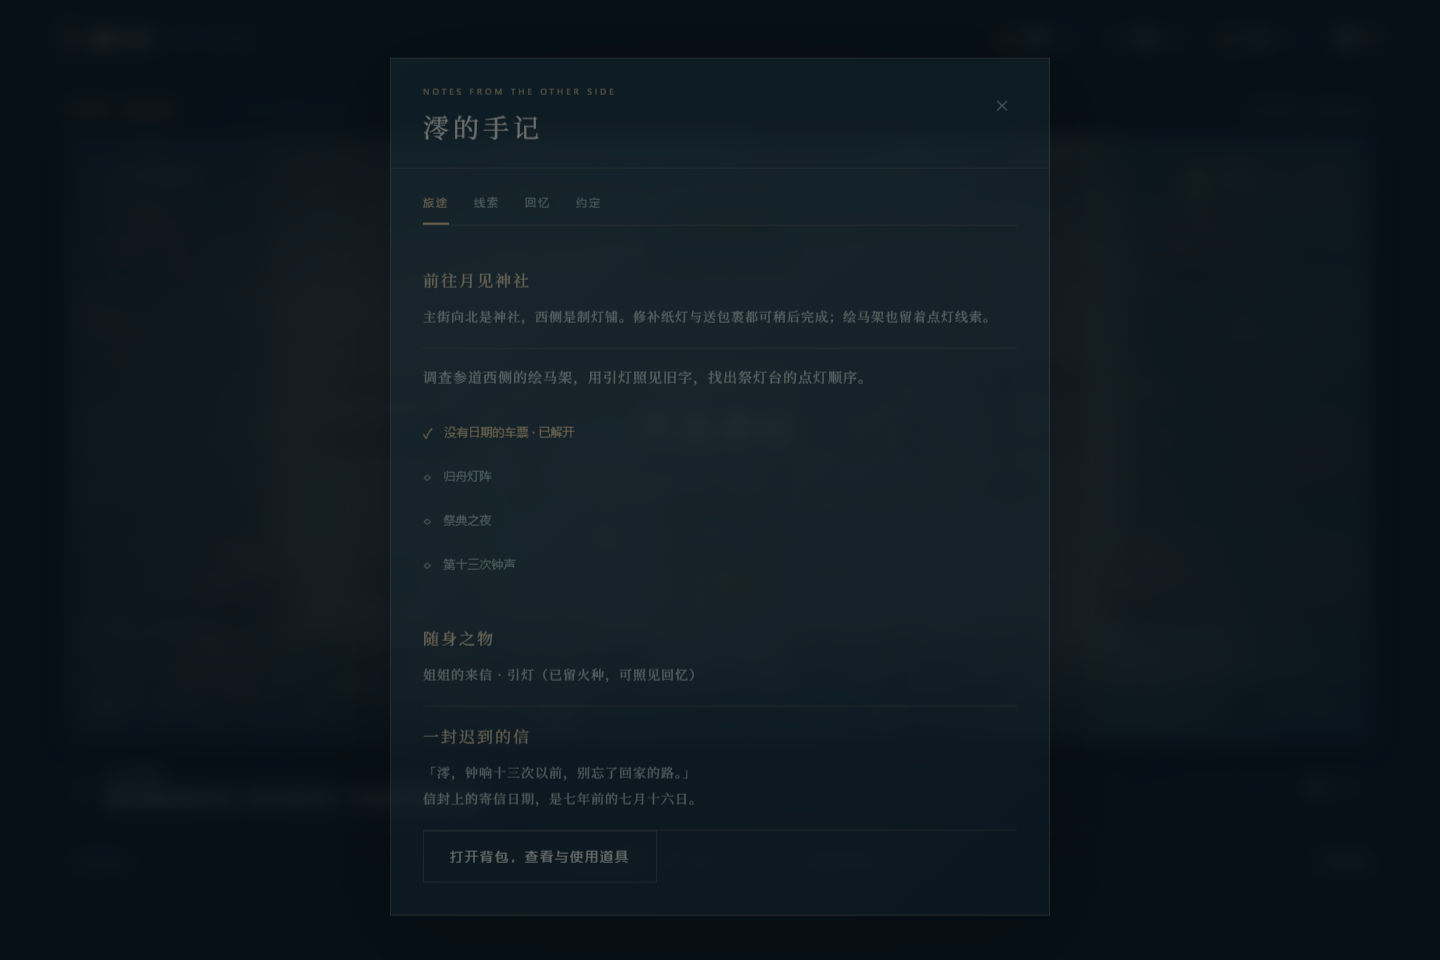 NOTES FROM THE OTHER SIDE
澪的手记
旅途 线索 回忆 约定
前往月见神社
主街向北是神社，西侧是制灯铺。修补纸灯与送包裹都可稍后完成；绘马架也留着点灯线索。
调查参道西侧的绘马架，用引灯照见旧字，找出祭灯台的点灯顺序。
✓ 没有日期的车票 · 已解开
◇ 归舟灯阵
◇ 祭典之夜
◇ 第十三次钟声
随身之物
姐姐的来信 · 引灯（已留火种，可照见回忆）
一封迟到的信
「澪，钟响十三次以前，别忘了回家的路。」
信封上的寄信日期，是七年前的七月十六日。
打开背包，查看与使用道具